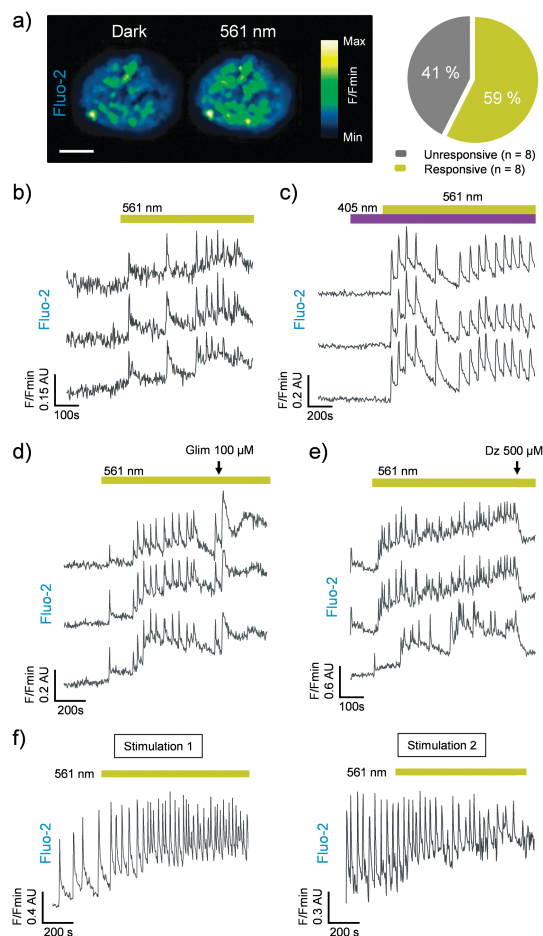 a)
Dark
561 nm
Fluo-2
Max
F/Fmin
Min
41 %
59 %
Unresponsive (n = 8)
Responsive (n = 8)
b)
561 nm
Fluo-2
F/Fmin
0.15 AU
100s
c)
405 nm
561 nm
Fluo-2
F/Fmin
0.2 AU
200s
d)
Glim 100 µM
561 nm
Fluo-2
F/Fmin
0.2 AU
200s
e)
Dz 500 µM
561 nm
Fluo-2
F/Fmin
0.6 AU
100s
f)
Stimulation 1
561 nm
Fluo-2
F/Fmin
0.4 AU
200 s
Stimulation 2
561 nm
Fluo-2
F/Fmin
0.3 AU
200 s